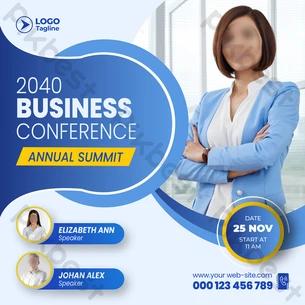 LOGO
Tagline
2040
BUSINESS
CONFERENCE
ANNUAL SUMMIT
ELIZABETH ANN
Speaker
JOHAN ALEX
Speaker
DATE
25 NOV
START AT
11 AM
www.your web-site.com
000 123 456 789